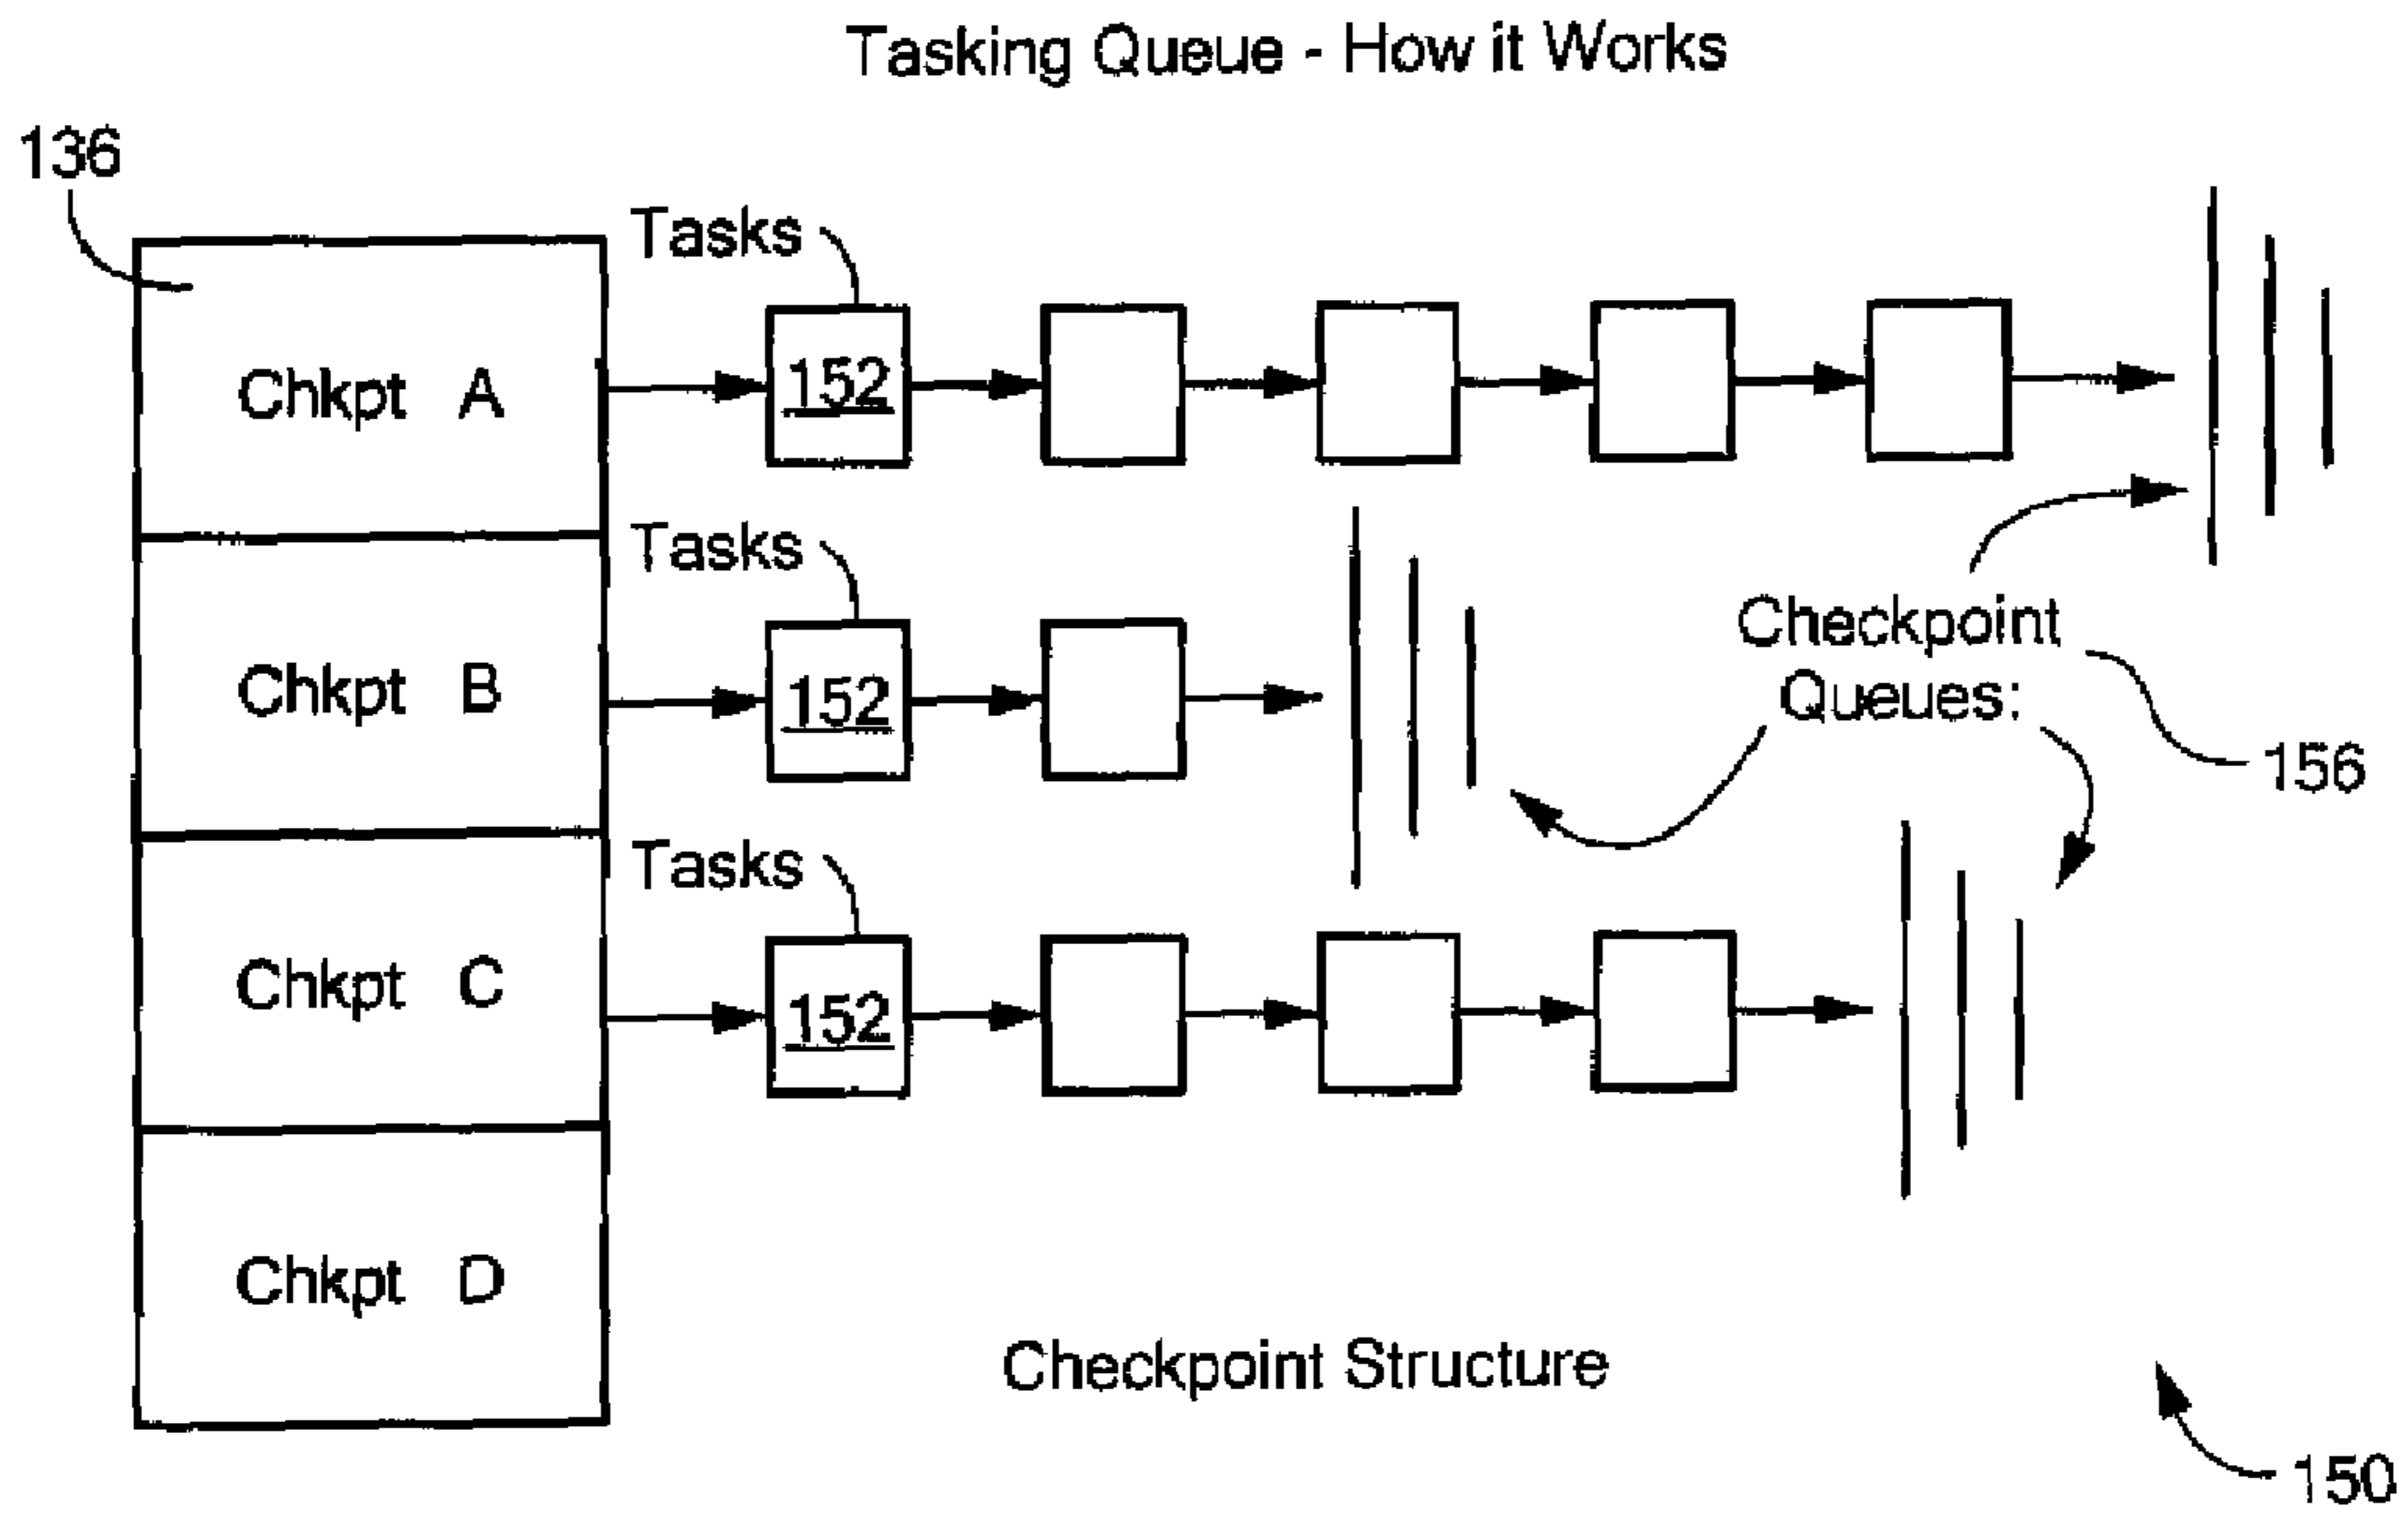 Tasking Queue - How it Works
136
Tasks
Chkpt A
152
Tasks
Checkpoint
Queues:
Chkpt B
152
156
Tasks
Chkpt C
152
Chkpt D
Checkpoint Structure
150